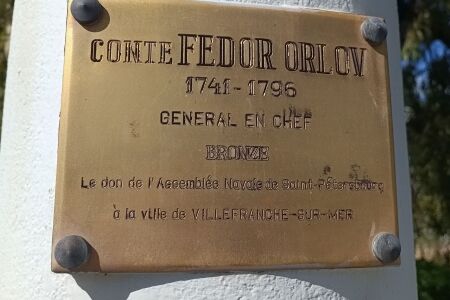 CONTE FEDOR ORLOV
1741-1796
GENERAL EN CHEF
BRONZE
Le don de l'Assemblée Navale de Saint-Pétersbourg
à la ville de VILLEFRANCHE-SUR-MER